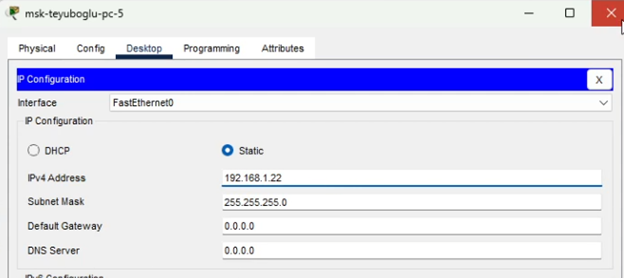 msk-teyuboglu-pc-5
Physical Config Desktop Programming Attributes
IP Configuration
X
Interface FastEthernet0
IP Configuration
DHCP Static
IPv4 Address 192.168.1.22
Subnet Mask 255.255.255.0
Default Gateway 0.0.0.0
DNS Server 0.0.0.0
IPv6 Configuration